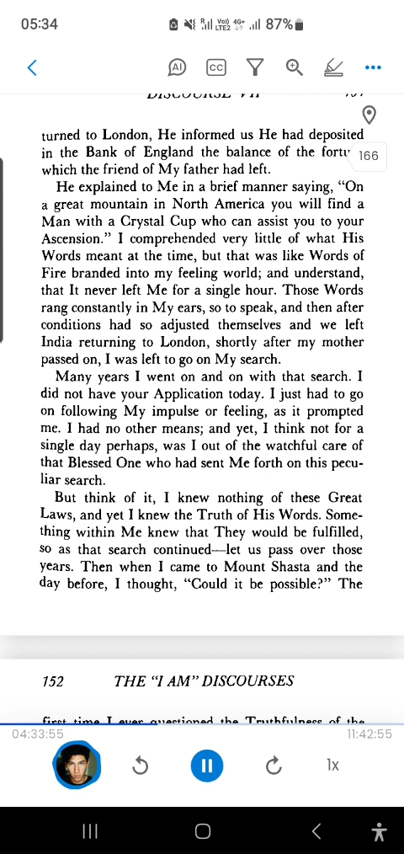 05:34
87%
AI
CC
DISCOURSE VII
turned to London, He informed us He had deposited
in the Bank of England the balance of the
166
which the friend of My father had left.
He explained to Me in a brief manner saying, “On
a great mountain in North America you will find a
Man with a Crystal Cup who can assist you to your
Ascension.” I comprehended very little of what His
Words meant at the time, but that was like Words of
Fire branded into my feeling world; and understand,
that It never left Me for a single hour. Those Words
rang constantly in My ears, so to speak, and then after
conditions had so adjusted themselves and we left
India returning to London, shortly after my mother
passed on, I was left to go on My search.
Many years I went on and on with that search. I
did not have your Application today. I just had to go
on following My impulse or feeling, as it prompted
me. I had no other means; and yet, I think not for a
single day perhaps, was I out of the watchful care of
that Blessed One who had sent Me forth on this pecu-
liar search.
But think of it, I knew nothing of these Great
Laws, and yet I knew the Truth of His Words. Some-
thing within Me knew that They would be fulfilled,
so as that search continued—let us pass over those
years. Then when I came to Mount Shasta and the
day before, I thought, “Could it be possible?” The
152 THE “I AM” DISCOURSES
first time I ever questioned the Truthfulness of the
04:33:55 11:42:55
1x